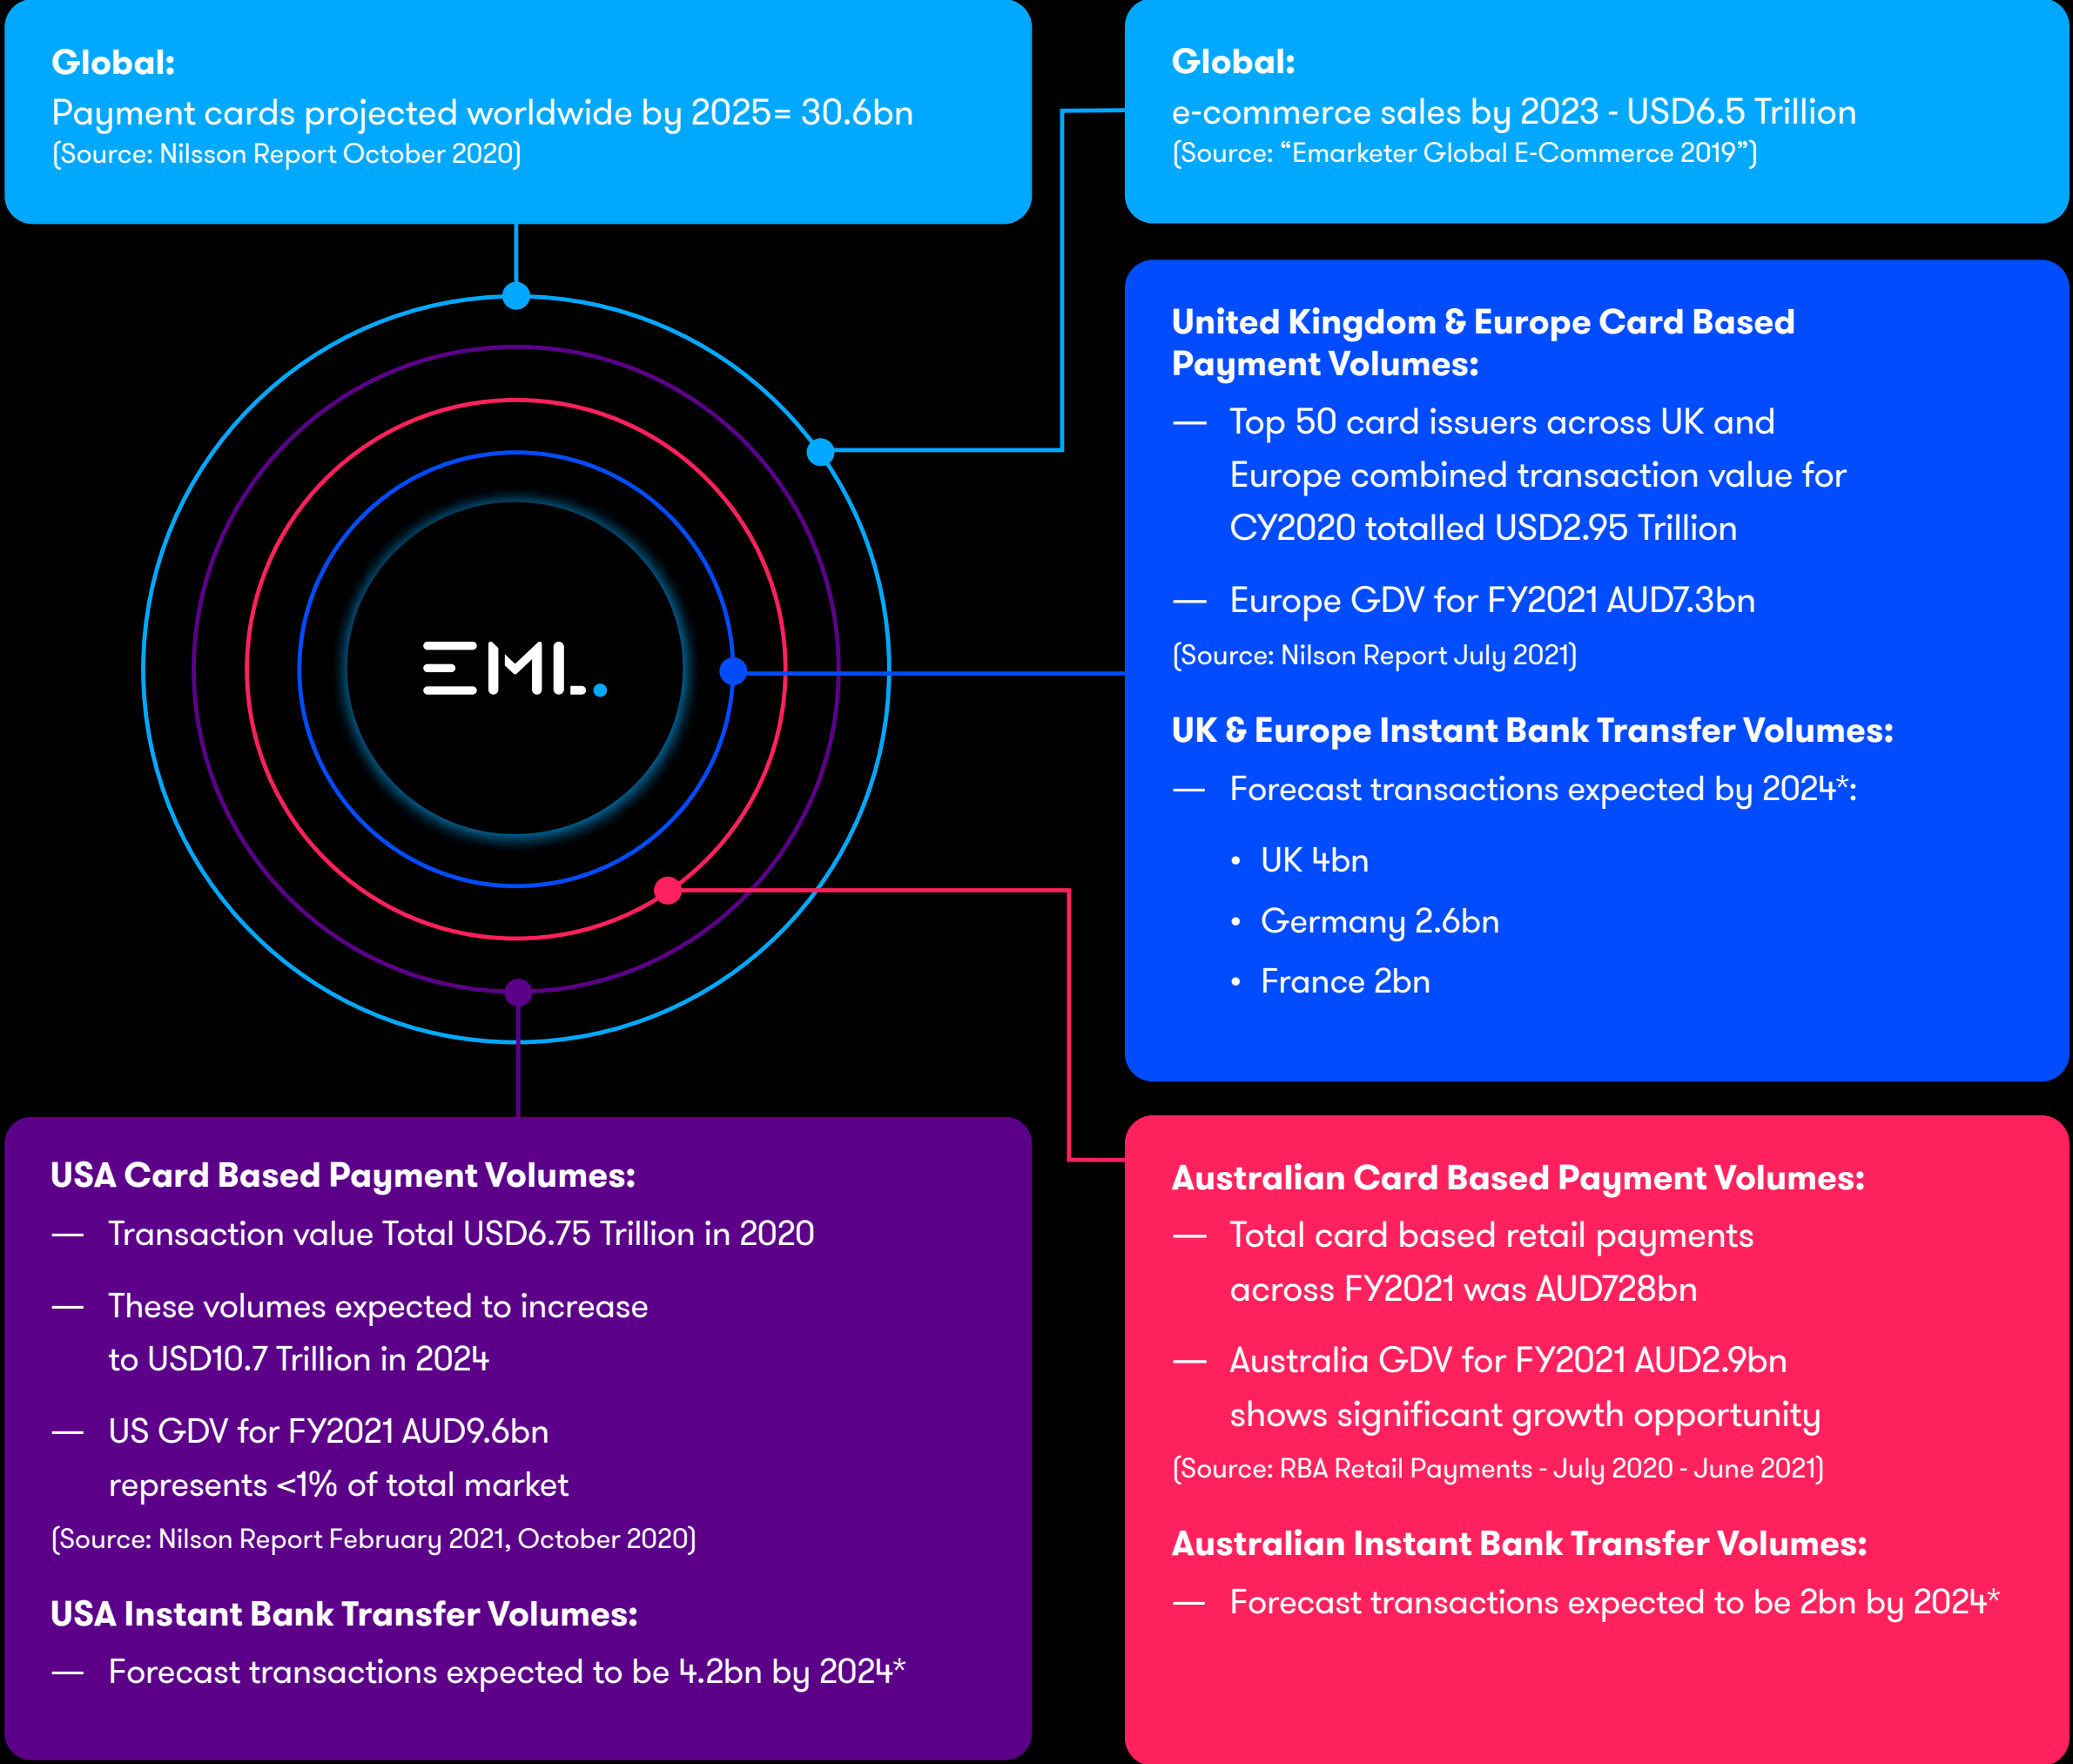 Global:
Payment cards projected worldwide by 2025= 30.6bn
(Source: Nilsson Report October 2020)
Global:
e-commerce sales by 2023 - USD6.5 Trillion
(Source: “Emarketer Global E-Commerce 2019”)
EML.
United Kingdom & Europe Card Based
Payment Volumes:
— Top 50 card issuers across UK and
Europe combined transaction value for
CY2020 totalled USD2.95 Trillion
— Europe GDV for FY2021 AUD7.3bn
(Source: Nilson Report July 2021)
UK & Europe Instant Bank Transfer Volumes:
— Forecast transactions expected by 2024*:
• UK 4bn
• Germany 2.6bn
• France 2bn
USA Card Based Payment Volumes:
— Transaction value Total USD6.75 Trillion in 2020
— These volumes expected to increase
to USD10.7 Trillion in 2024
— US GDV for FY2021 AUD9.6bn
represents <1% of total market
(Source: Nilson Report February 2021, October 2020)
USA Instant Bank Transfer Volumes:
— Forecast transactions expected to be 4.2bn by 2024*
Australian Card Based Payment Volumes:
— Total card based retail payments
across FY2021 was AUD728bn
— Australia GDV for FY2021 AUD2.9bn
shows significant growth opportunity
(Source: RBA Retail Payments - July 2020 - June 2021)
Australian Instant Bank Transfer Volumes:
— Forecast transactions expected to be 2bn by 2024*